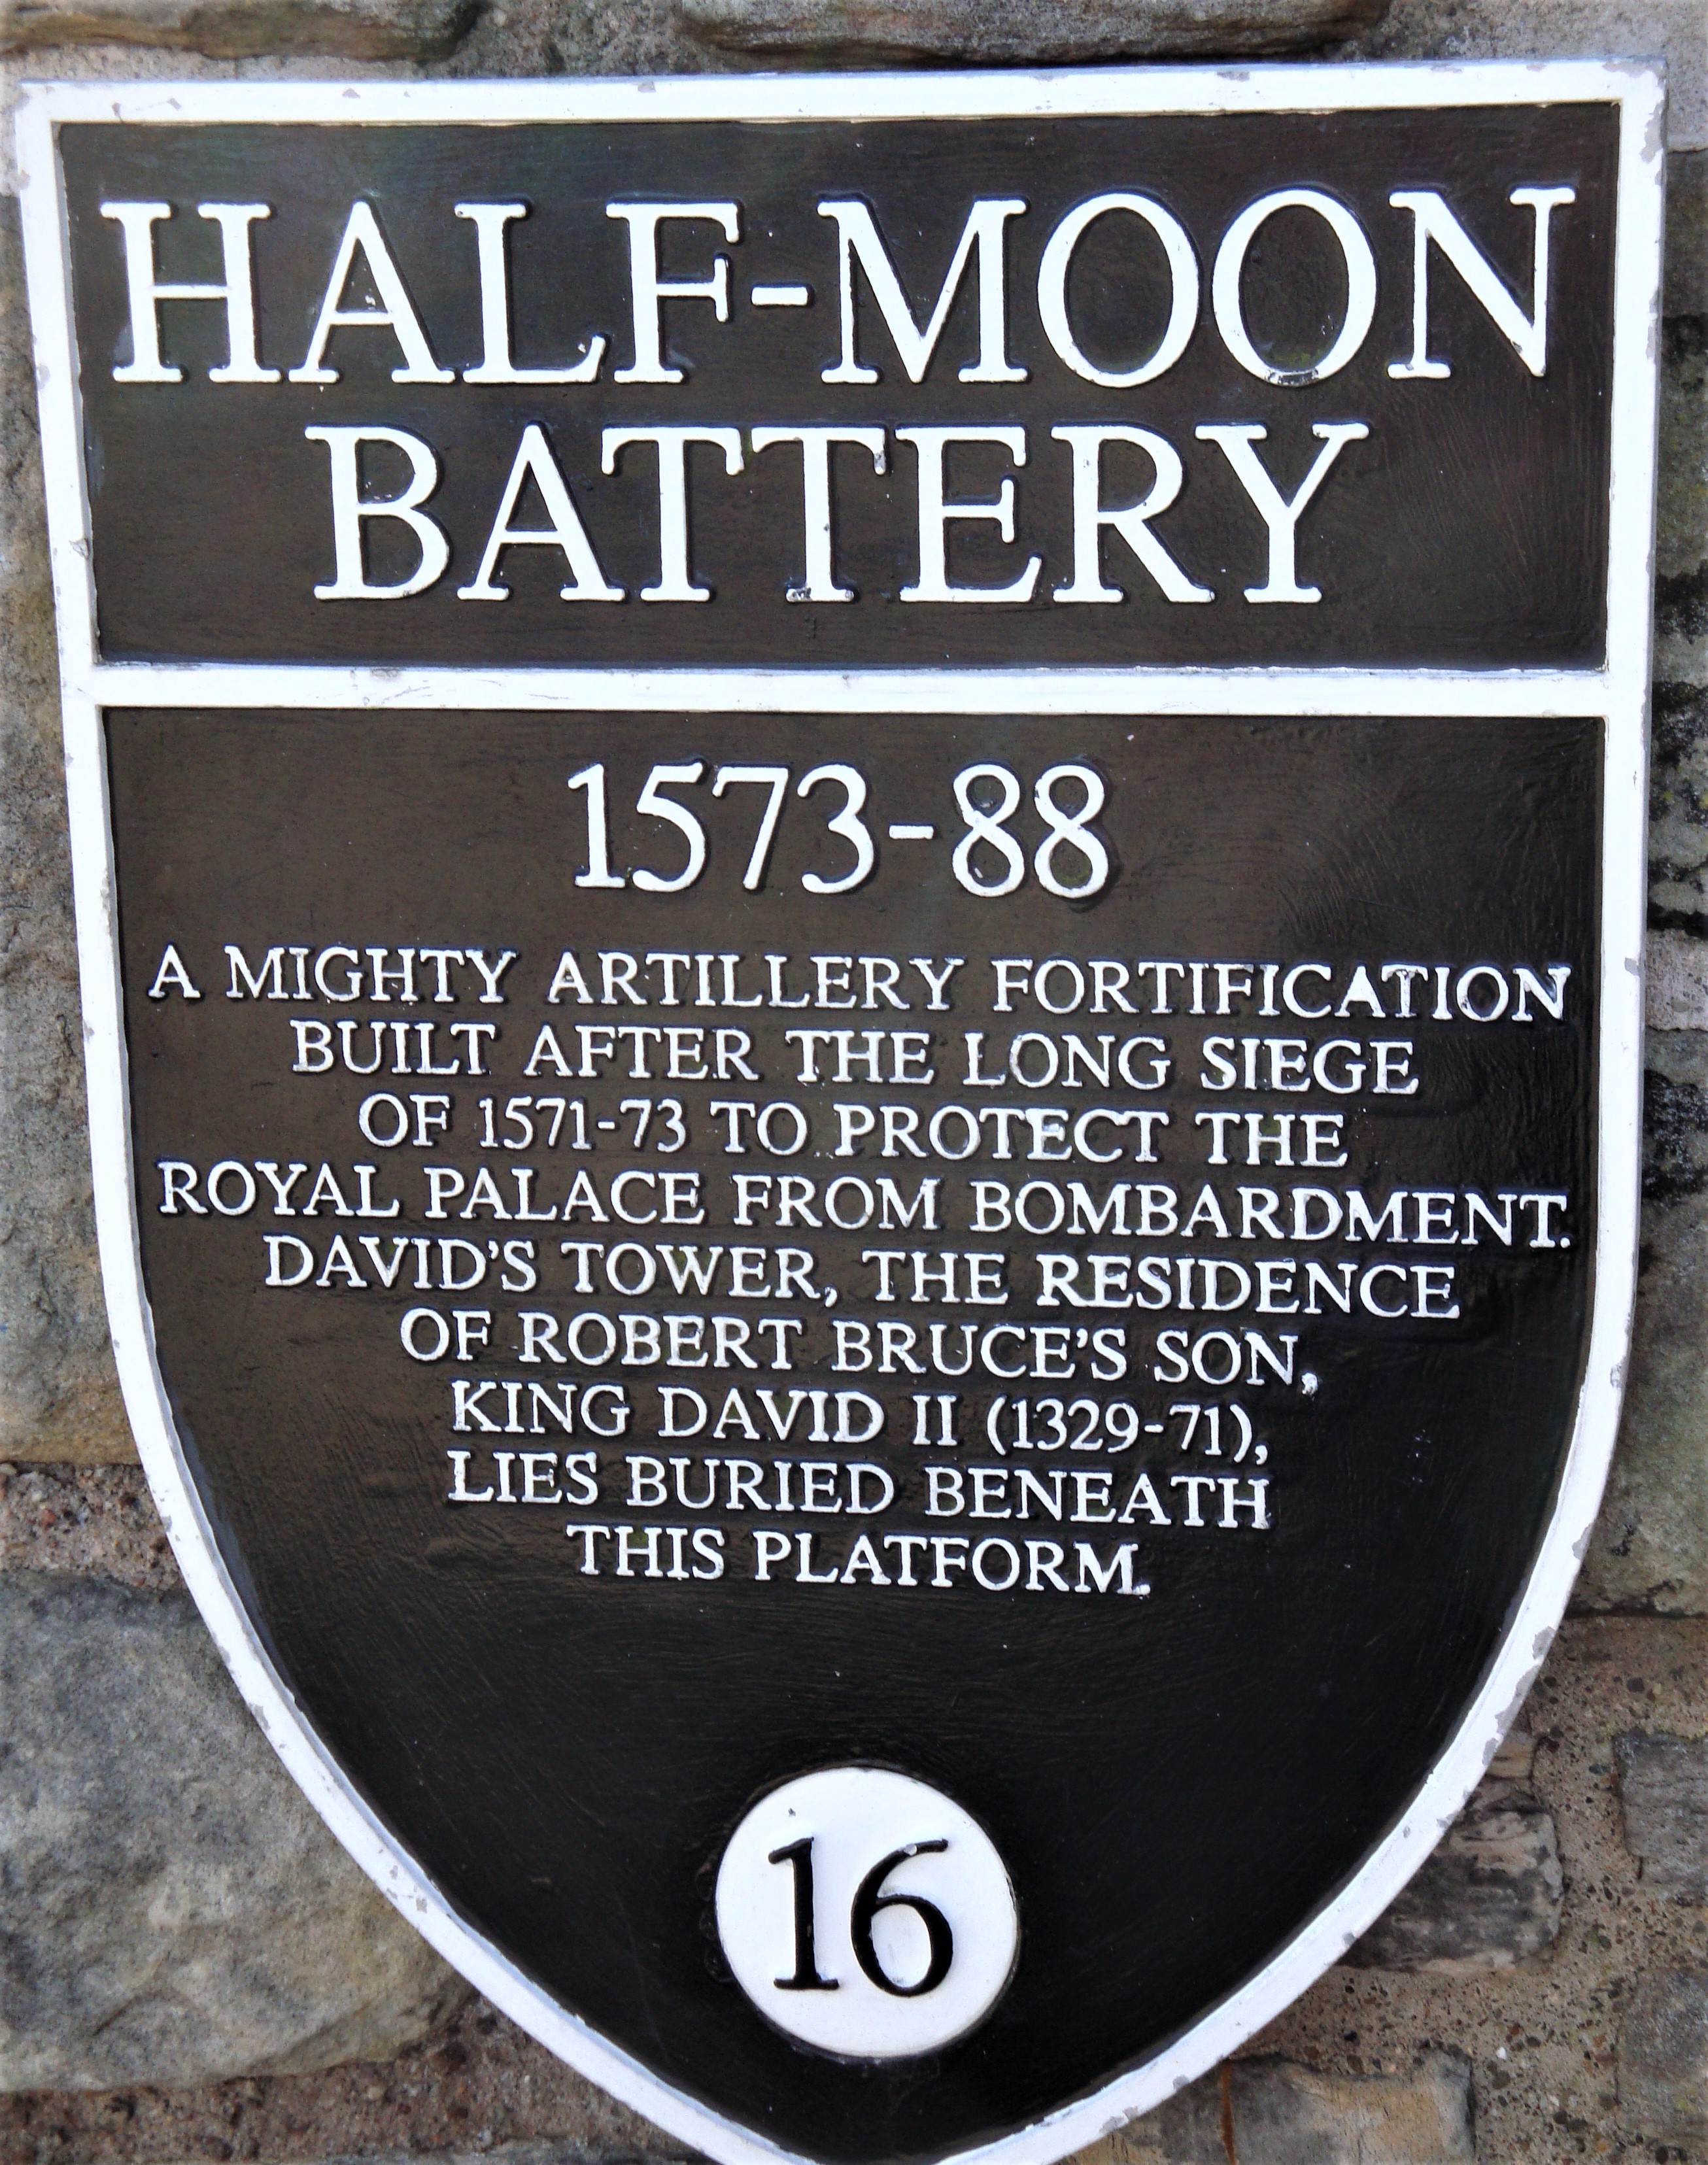 HALF-MOON
BATTERY
1573-88
A MIGHTY ARTILLERY FORTIFICATION
BUILT AFTER THE LONG SIEGE
OF 1571-73 TO PROTECT THE
ROYAL PALACE FROM BOMBARDMENT.
DAVID'S TOWER, THE RESIDENCE
OF ROBERT BRUCE'S SON,
KING DAVID II (1329-71),
LIES BURIED BENEATH
THIS PLATFORM.
16